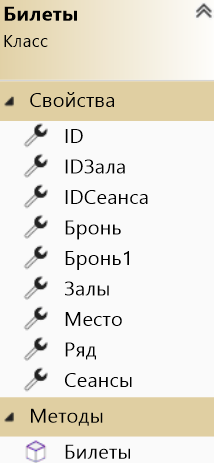 Билеты
Класс
Свойства
ID
IDЗала
IDСеанса
Бронь
Бронь1
Залы
Место
Ряд
Сеансы
Методы
Билеты